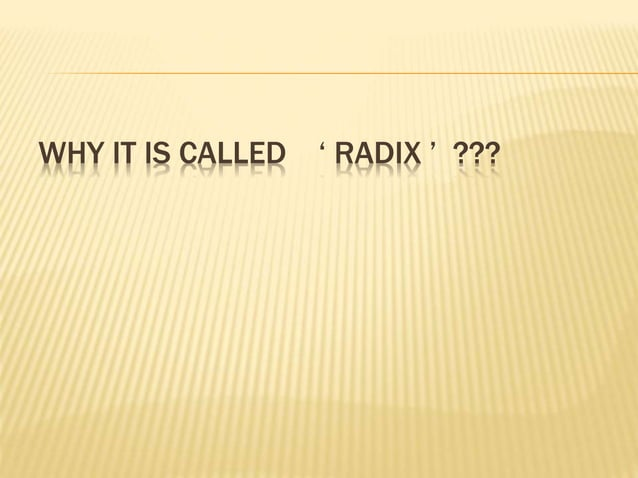 WHY IT IS CALLED ‘ RADIX ’ ???